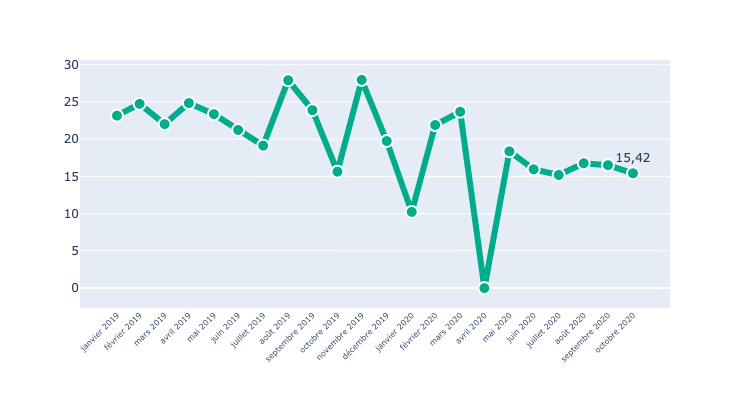 30
25
20
15
10
5
0
15,42
janvier 2019
février 2019
mars 2019
avril 2019
mai 2019
juin 2019
juillet 2019
août 2019
septembre 2019
octobre 2019
novembre 2019
décembre 2019
janvier 2020
février 2020
mars 2020
avril 2020
mai 2020
juin 2020
juillet 2020
août 2020
septembre 2020
octobre 2020